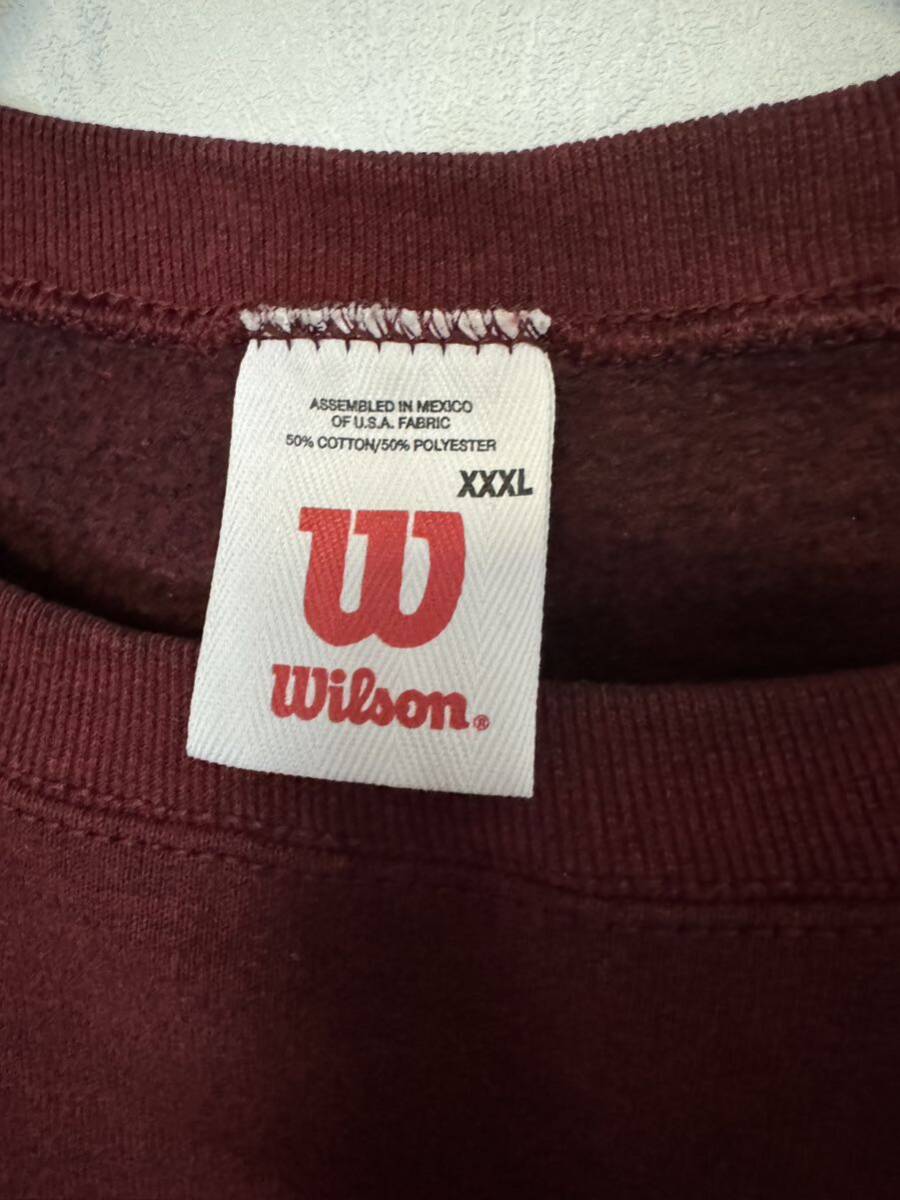 ASSEMBLED IN MEXICO
OF U.S.A. FABRIC
50% COTTON/50% POLYESTER
XXXL
W
Wilson®